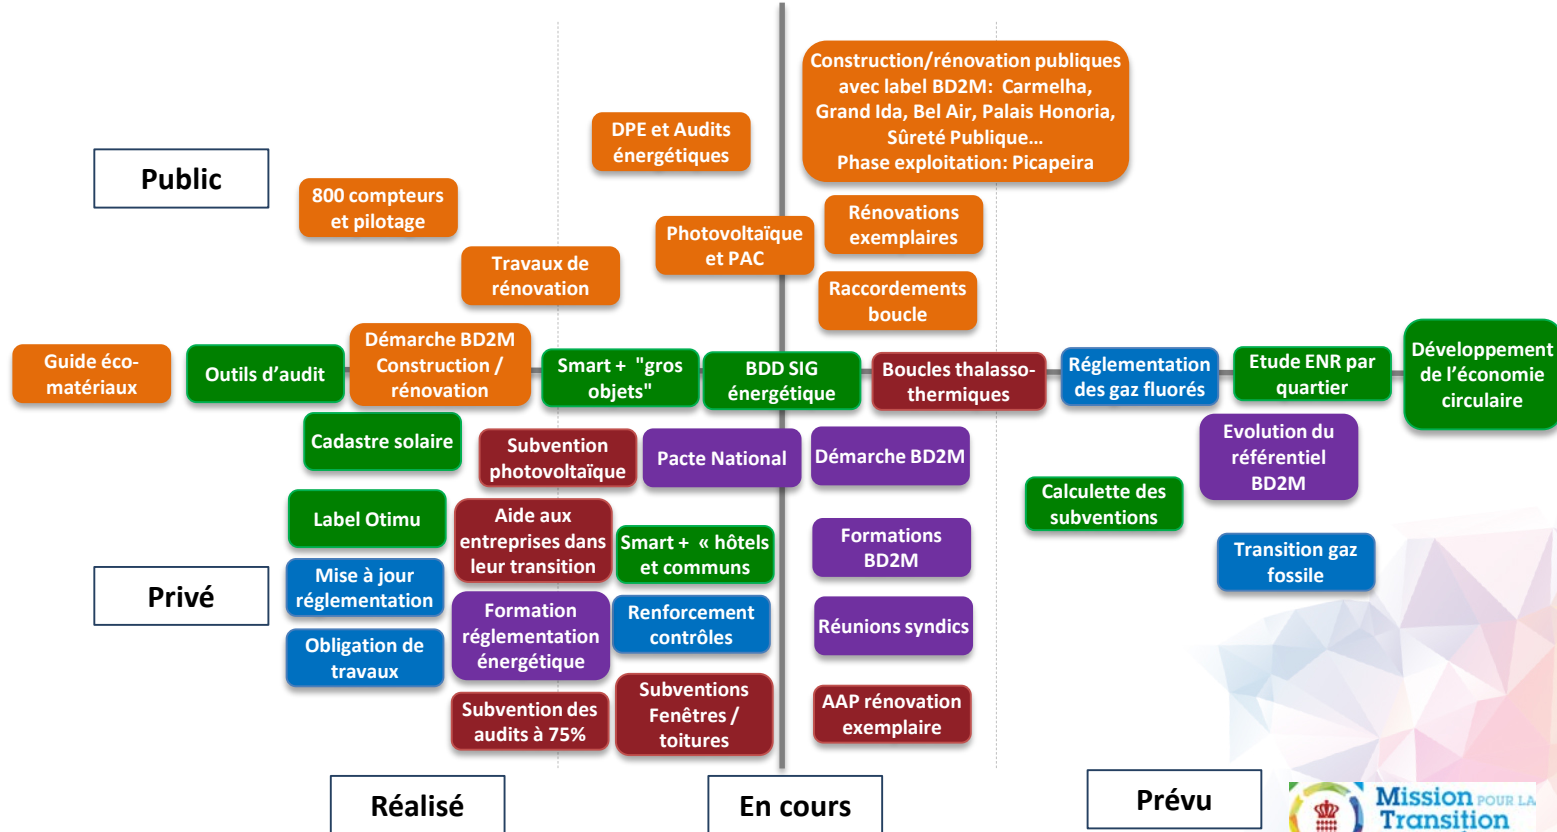 Construction/rénovation publiques
avec label BD2M:  Carmelha,
Grand Ida, Bel Air, Palais Honoria,
Sûreté Publique…
Phase exploitation: Picapeira
DPE et Audits
énergétiques
Public
800 compteurs
et pilotage
Rénovations
exemplaires
Photovoltaïque
et PAC
Travaux de
rénovation
Raccordements
boucle
Guide éco-
matériaux
Outils d’audit
Démarche BD2M
Construction /
rénovation
Smart +  "gros
objets"
BDD SIG
énergétique
Boucles thalasso-
thermiques
Réglementation
des gaz fluorés
Etude ENR par
quartier
Développement
de l’économie
circulaire
Cadastre solaire
Subvention
photovoltaïque
Pacte National
Démarche BD2M
Evolution du
référentiel
BD2M
Calculette des
subventions
Label Otimu
Aide aux
entreprises dans
leur transition
Smart +  « hôtels
et communs
Formations
BD2M
Transition gaz
fossile
Privé
Mise à jour
réglementation
Formation
réglementation
énergétique
Renforcement
contrôles
Réunions syndics
Obligation de
travaux
Subvention des
audits à 75%
Subventions
Fenêtres /
toitures
AAP rénovation
exemplaire
Réalisé
En cours
Prévu
Mission POUR LA
Transition